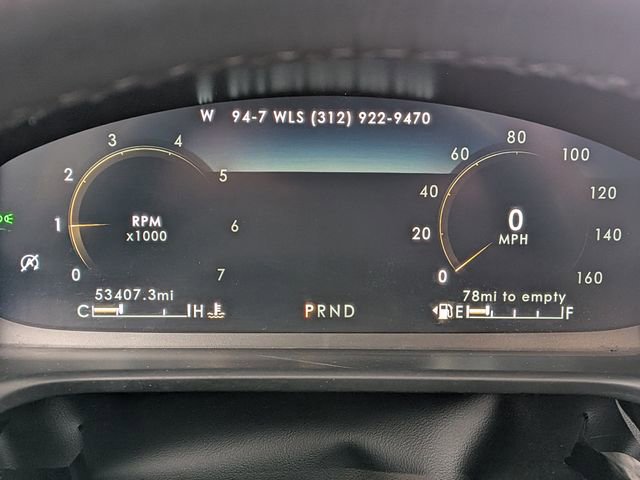 W 94-7 WLS (312) 922-9470
3 4
2 5
1 RPM x1000 6
0 7
53407.3mi
C H
PRND
60 80 100
40 120
20 0 MPH 140
0 160
78mi to empty
E F